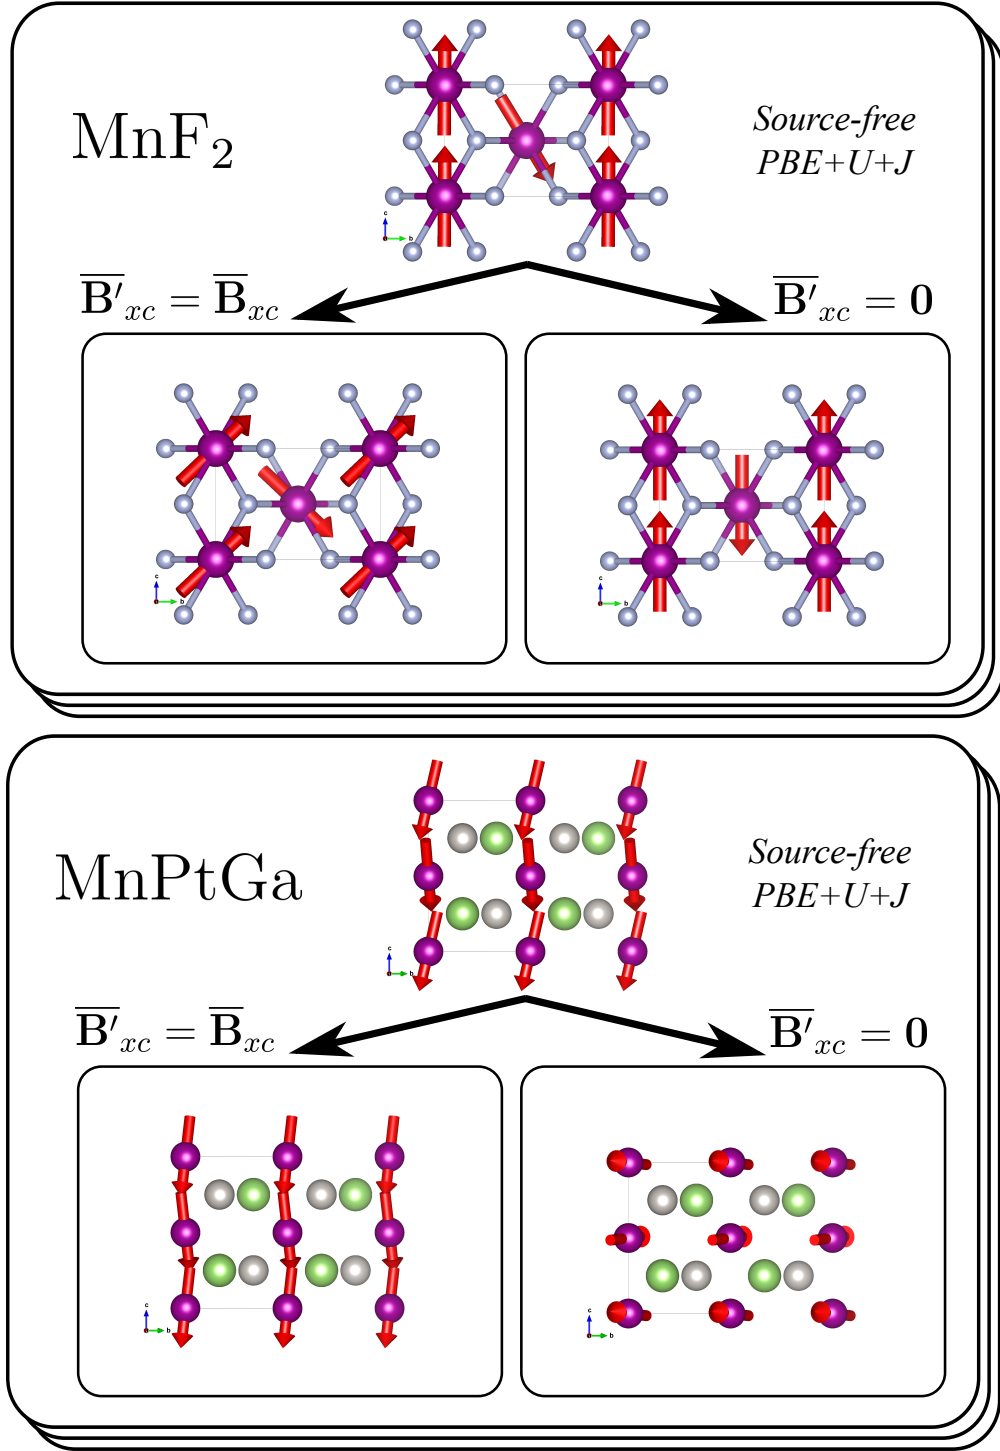 MnF₂
Source-free
PBE+U+J
c
b
B̅′xc = B̅xc
B̅′xc = 0
c
b
c
b
MnPtGa
Source-free
PBE+U+J
c
b
B̅′xc = B̅xc
B̅′xc = 0
c
b
c
b